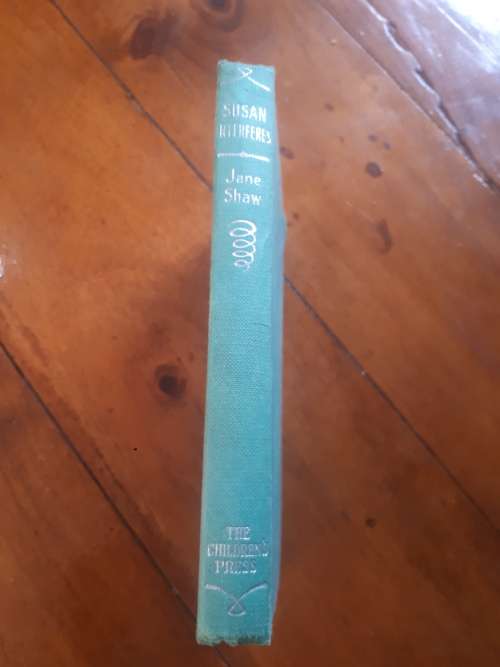 SUSAN
INTERFERES
Jane
Shaw
THE
CHILDREN'S
PRESS